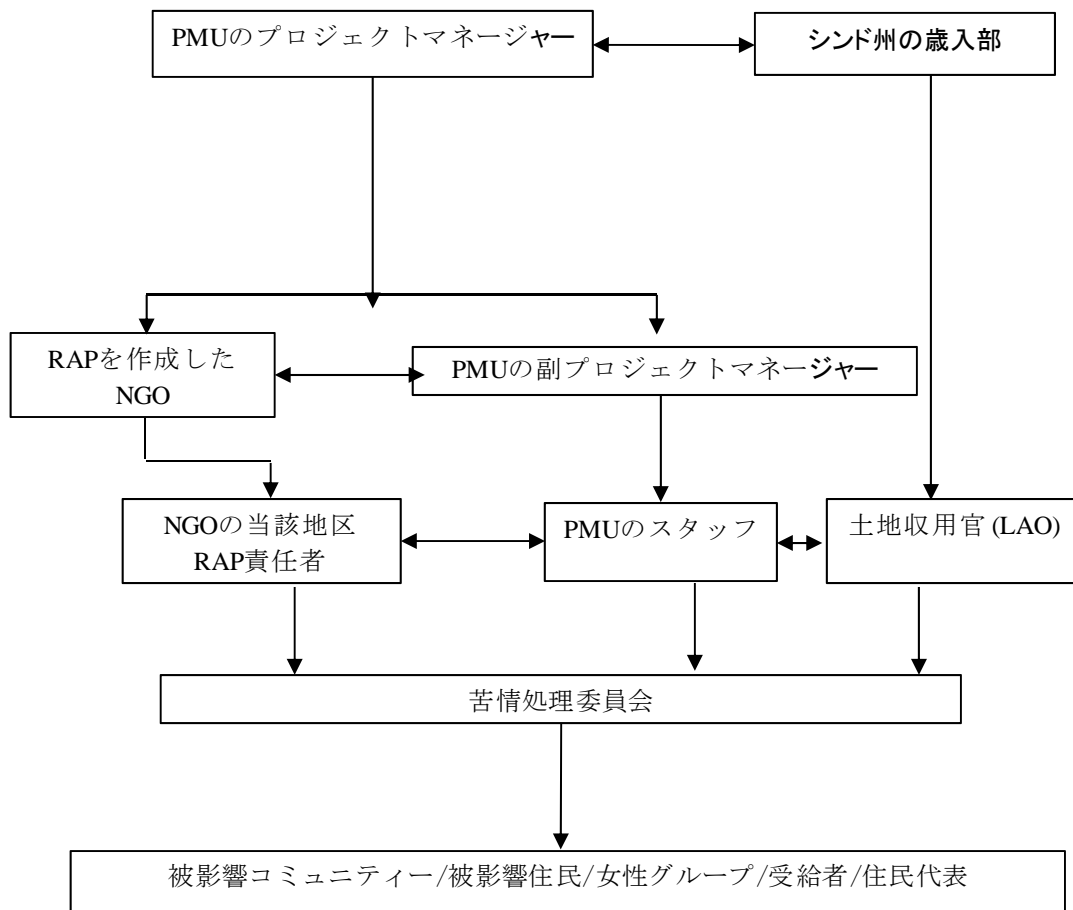 PMUのプロジェクトマネージャー
シンド州の歳入部
RAPを作成した
NGO
PMUの副プロジェクトマネージャー
NGOの当該地区
RAP責任者
PMUのスタッフ
土地収用官 (LAO)
苦情処理委員会
被影響コミュニティー/被影響住民/女性グループ/受給者/住民代表